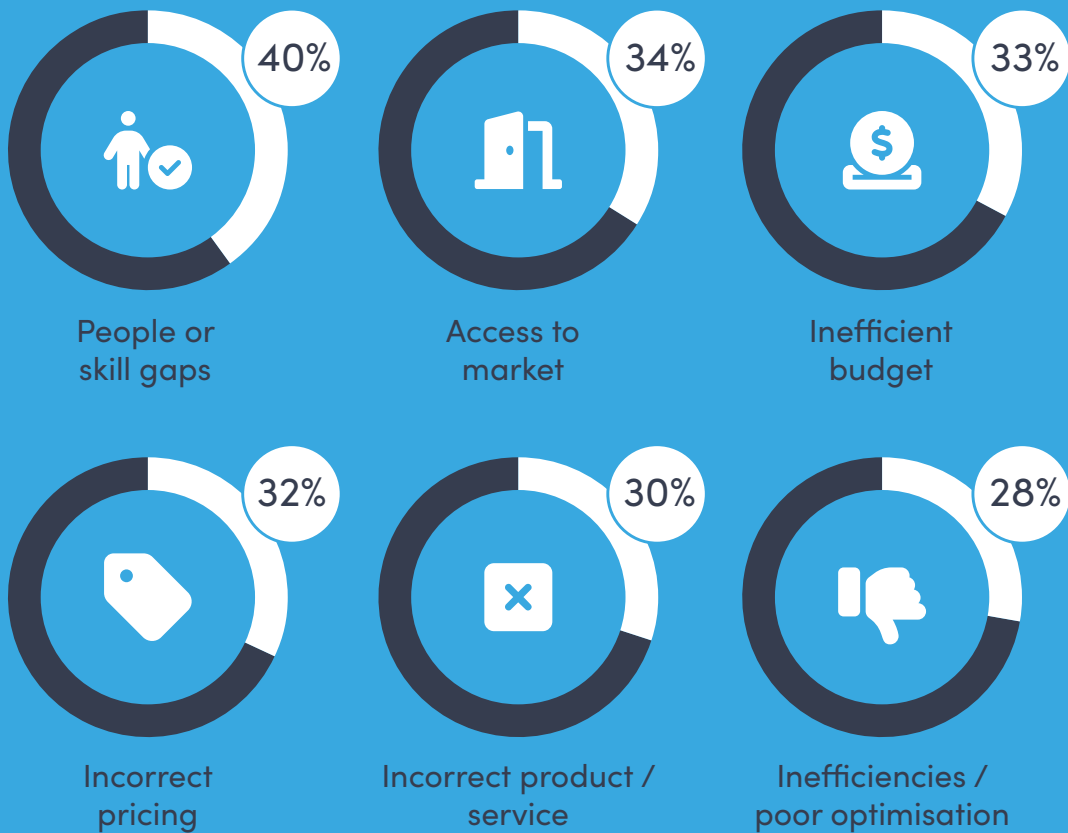 40%
34%
33%
$
People or
skill gaps
Access to
market
Inefficient
budget
32%
30%
28%
Incorrect
pricing
Incorrect product /
service
Inefficiencies /
poor optimisation